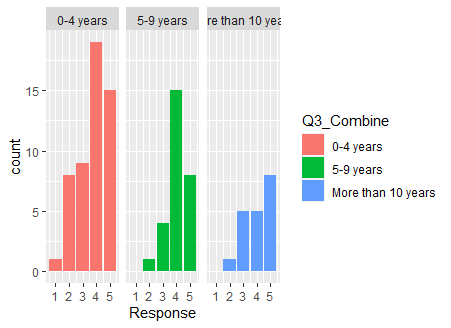 0-4 years
5-9 years
re than 10 yea
15
10
5
0
count
1 2 3 4 5
1 2 3 4 5
1 2 3 4 5
Response
Q3_Combine
0-4 years
5-9 years
More than 10 years